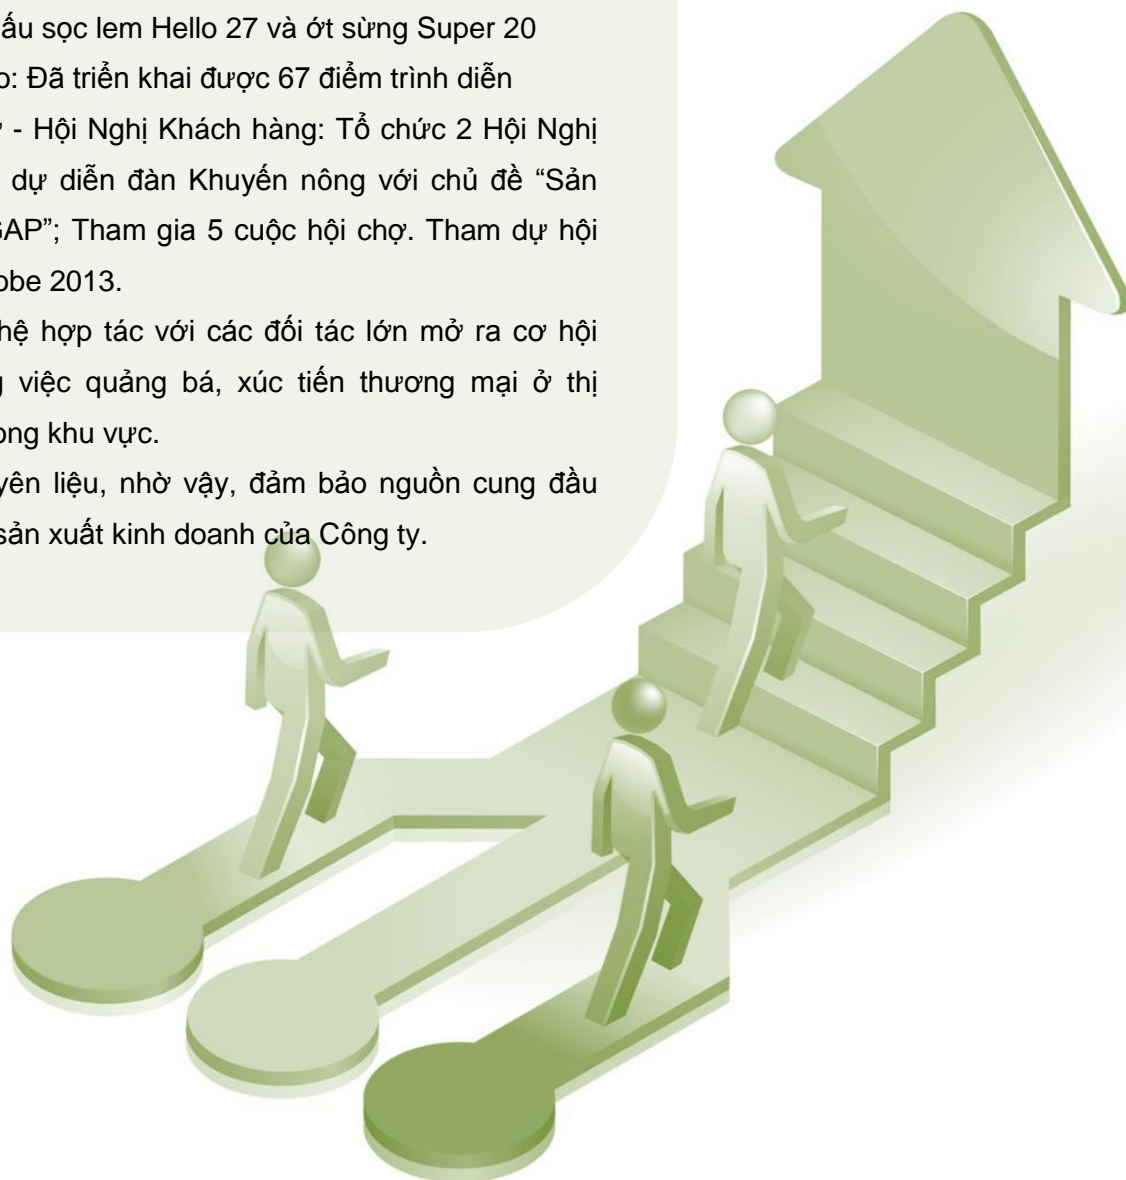 ấu sọc lem Hello 27 và ớt sừng Super 20
o: Đã triển khai được 67 điểm trình diễn
- Hội Nghị Khách hàng: Tổ chức 2 Hội Nghị
dự diễn đàn Khuyến nông với chủ đề “Sản
GAP”; Tham gia 5 cuộc hội chợ. Tham dự hội
obe 2013.
hệ hợp tác với các đối tác lớn mở ra cơ hội
g việc quảng bá, xúc tiến thương mại ở thị
ong khu vực.
yên liệu, nhờ vậy, đảm bảo nguồn cung đầu
sản xuất kinh doanh của Công ty.